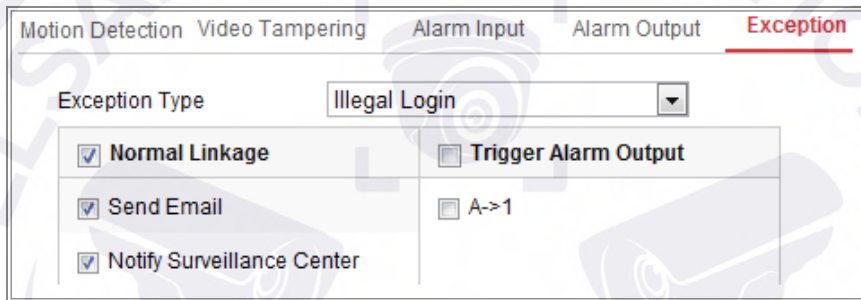 Motion Detection Video Tampering Alarm Input Alarm Output Exception
Exception Type Illegal Login
Normal Linkage Trigger Alarm Output
Send Email A->1
Notify Surveillance Center